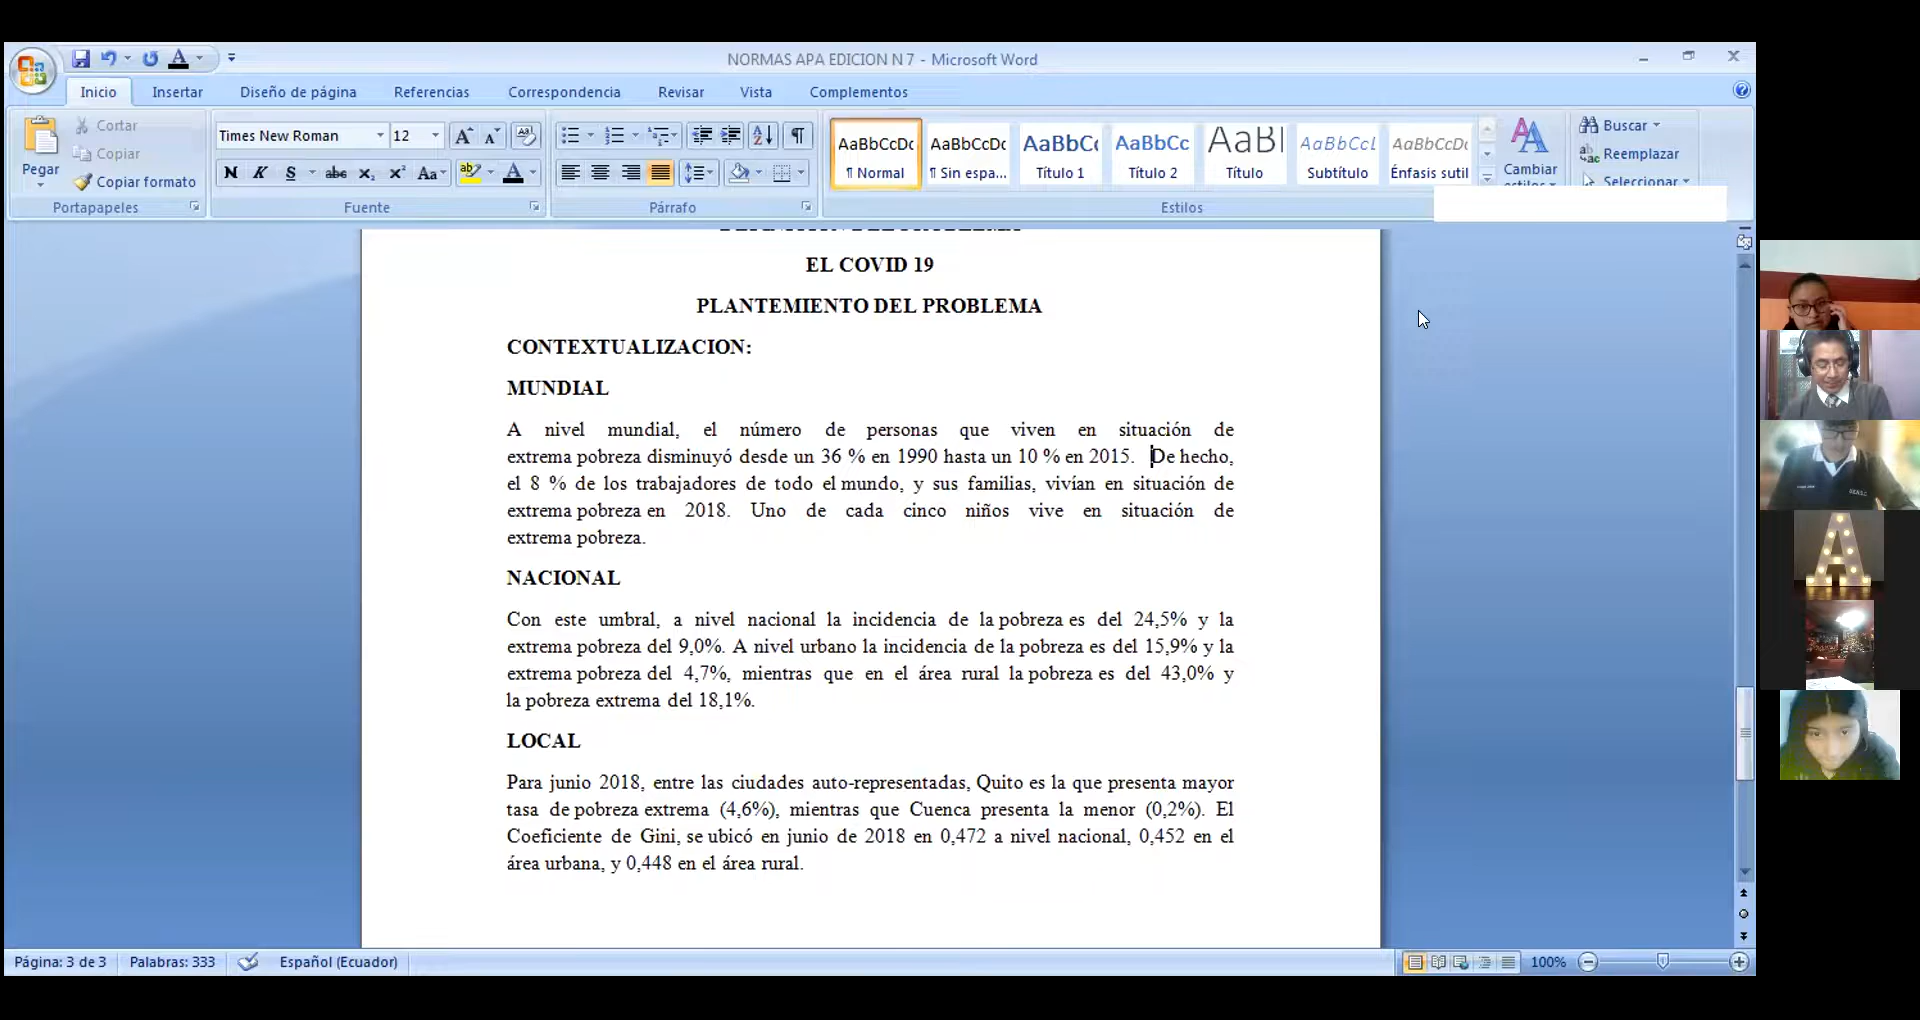 NORMAS APA EDICION N 7 - Microsoft Word
Inicio Insertar Diseño de página Referencias Correspondencia Revisar Vista Complementos
Pegar
Cortar
Copiar
Copiar formato
Portapapeles
Times New Roman 12
N K S abc x₂ x² Aa
Fuente
Párrafo
AaBbCcDc AaBbCcDc AaBbC AaBbCc AaBl AaBbCcL AaBbCcDc
¶ Normal ¶ Sin espa... Título 1 Título 2 Título Subtítulo Énfasis sutil
Estilos
Cambiar
estilos
Buscar
Reemplazar
Seleccionar
EL COVID 19
PLANTEMIENTO DEL PROBLEMA
CONTEXTUALIZACION:
MUNDIAL
A nivel mundial, el número de personas que viven en situación de
extrema pobreza disminuyó desde un 36 % en 1990 hasta un 10 % en 2015. De hecho,
el 8 % de los trabajadores de todo el mundo, y sus familias, vivían en situación de
extrema pobreza en 2018. Uno de cada cinco niños vive en situación de
extrema pobreza.
NACIONAL
Con este umbral, a nivel nacional la incidencia de la pobreza es del 24,5% y la
extrema pobreza del 9,0%. A nivel urbano la incidencia de la pobreza es del 15,9% y la
extrema pobreza del 4,7%, mientras que en el área rural la pobreza es del 43,0% y
la pobreza extrema del 18,1%.
LOCAL
Para junio 2018, entre las ciudades auto-representadas, Quito es la que presenta mayor
tasa de pobreza extrema (4,6%), mientras que Cuenca presenta la menor (0,2%). El
Coeficiente de Gini, se ubicó en junio de 2018 en 0,472 a nivel nacional, 0,452 en el
área urbana, y 0,448 en el área rural.
Página: 3 de 3 Palabras: 333 Español (Ecuador) 100%
A